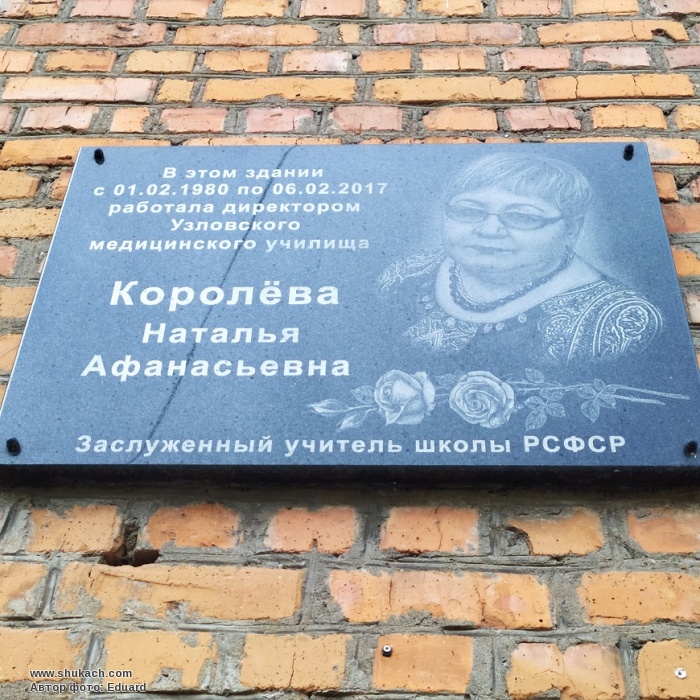 В этом здании
с 01.02.1980 по 06.02.2017
работала директором
Узловского
медицинского училища
Королёва
Наталья
Афанасьевна
Заслуженный учитель школы РСФСР
www.shukach.com
Автор фото: Eduard